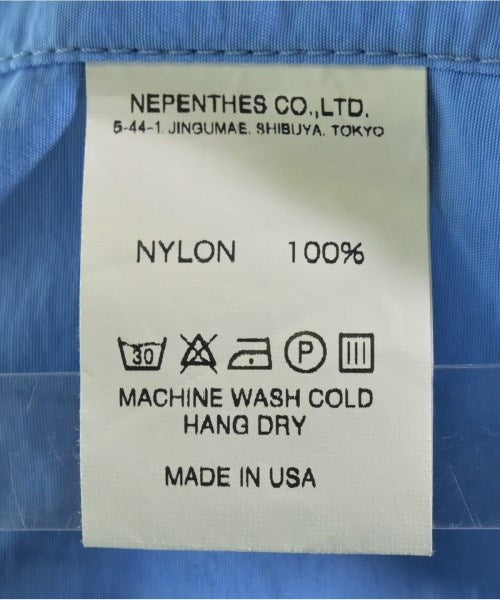 NEPENTHES CO.,LTD.
5-44-1. JINGUMAE. SHIBUYA. TOKYO
NYLON 100%
30 P
MACHINE WASH COLD
HANG DRY
MADE IN USA